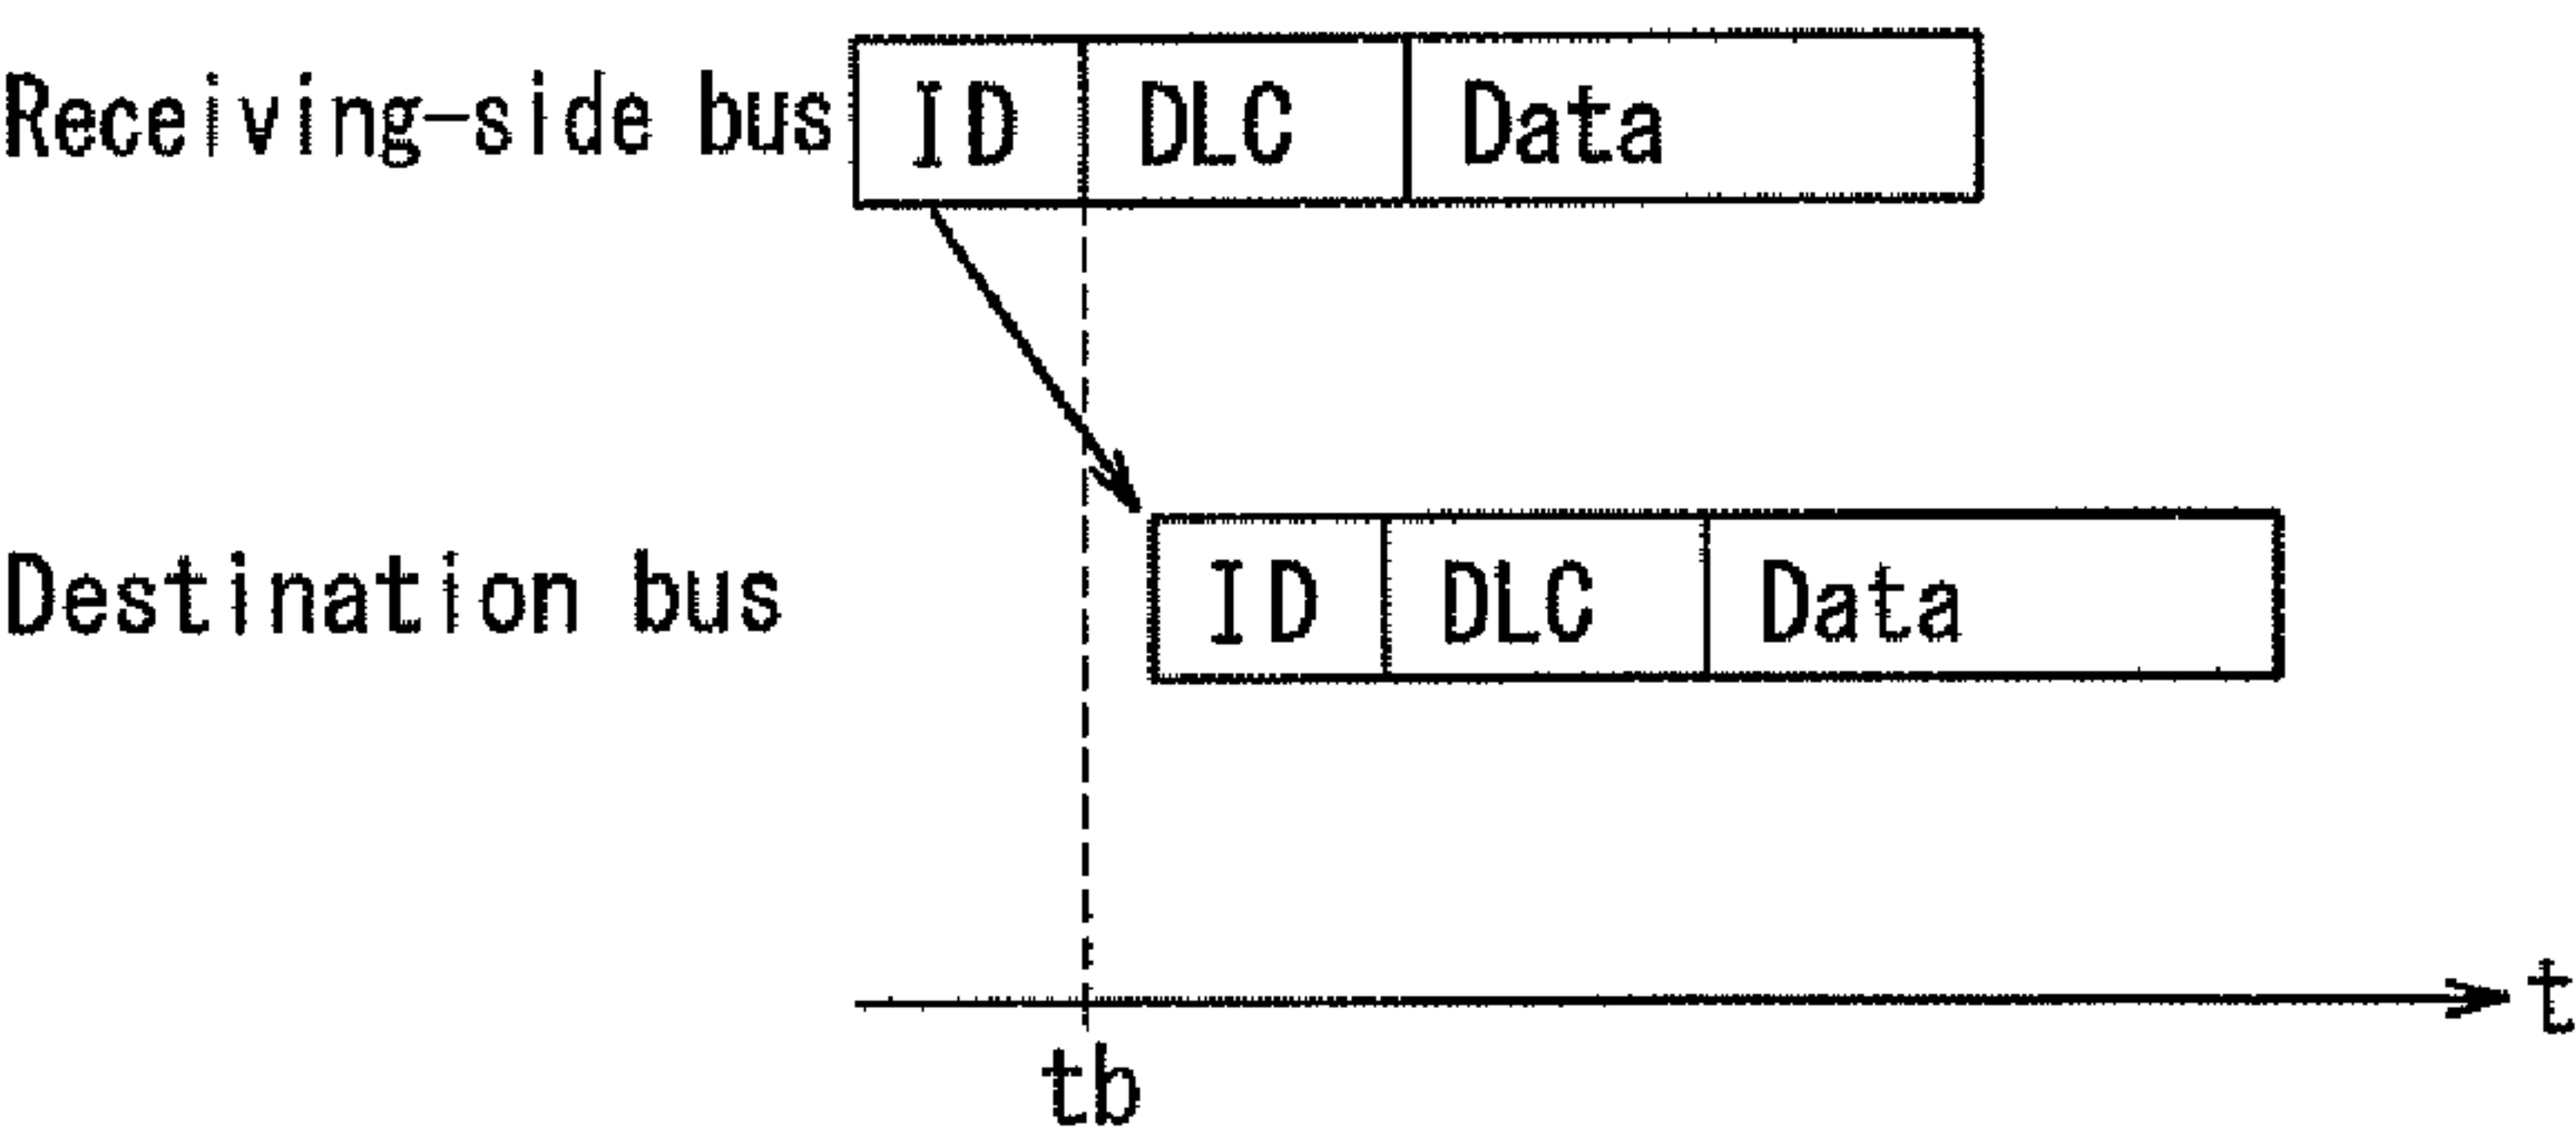 Receiving-side bus ID DLC Data
Destination bus ID DLC Data
t
tb